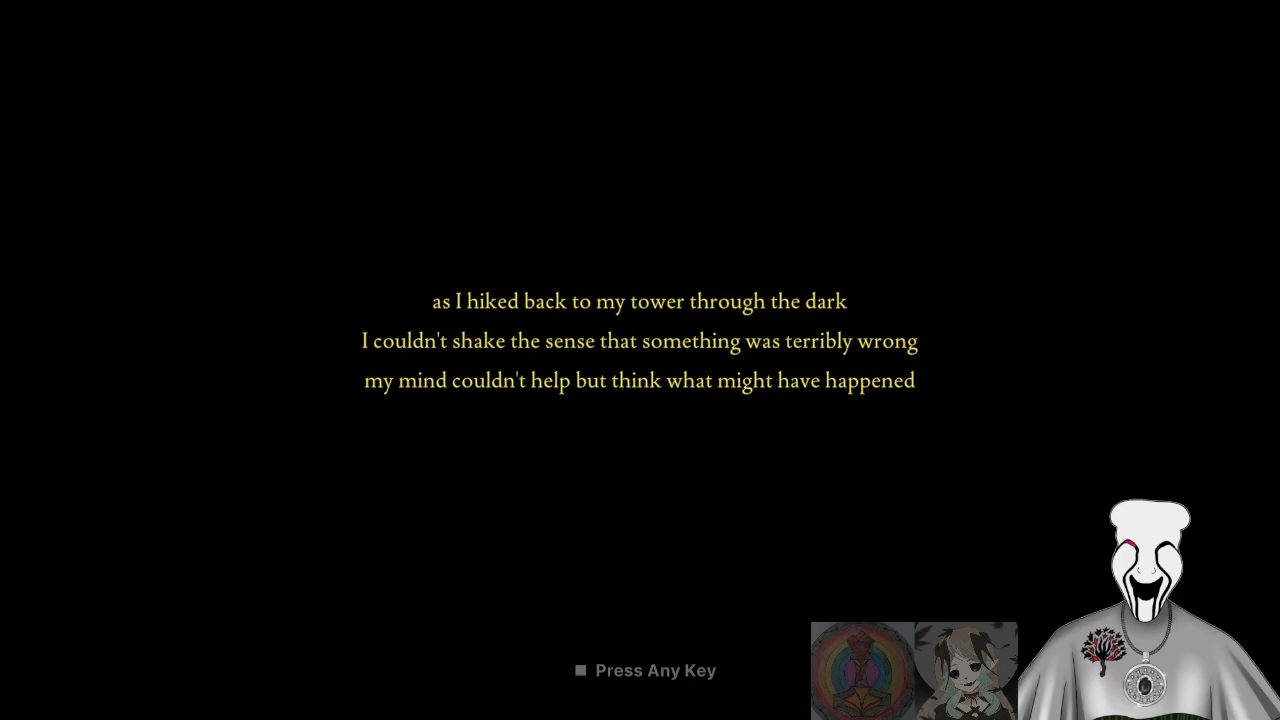 as I hiked back to my tower through the dark
I couldn't shake the sense that something was terribly wrong
my mind couldn't help but think what might have happened
Press Any Key